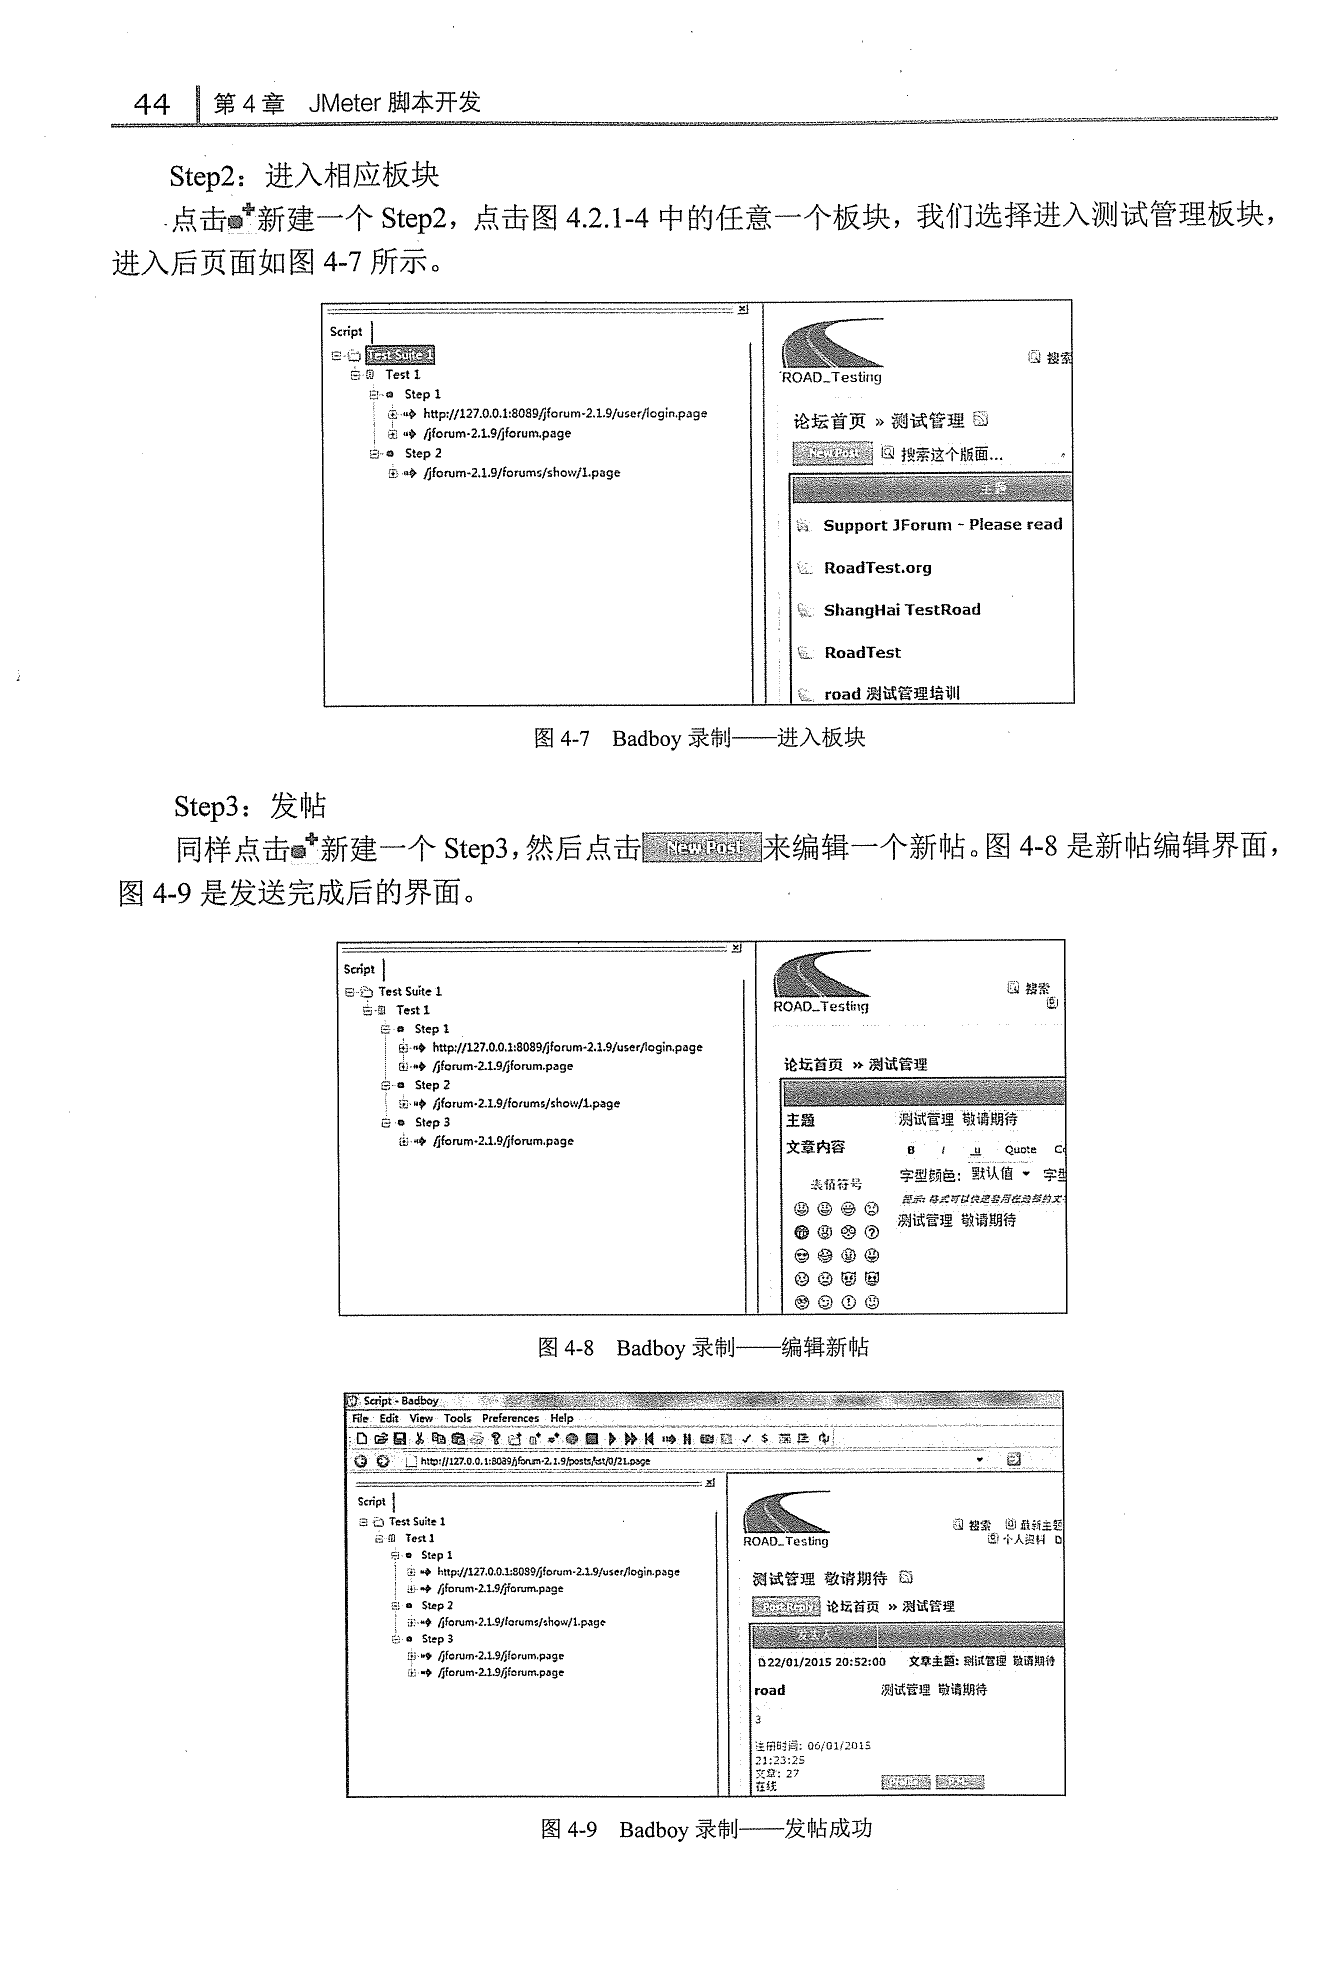 44 第 4 章 JMeter 脚本开发
Step2：进入相应板块
点击新建一个 Step2，点击图 4.2.1-4 中的任意一个板块，我们选择进入测试管理板块，
进入后页面如图 4-7 所示。
Script
Test Suite 1
Test 1
Step 1
http://127.0.0.1:8089/jforum-2.1.9/user/login.page
/jforum-2.1.9/jforum.page
Step 2
/jforum-2.1.9/forums/show/1.page
ROAD_Testing
搜索
论坛首页 » 测试管理
New Post 搜索这个版面...
主题
Support JForum - Please read
RoadTest.org
ShangHai TestRoad
RoadTest
road 测试管理培训
图 4-7 Badboy 录制——进入板块
Step3：发帖
同样点击新建一个 Step3，然后点击 New Post 来编辑一个新帖。图 4-8 是新帖编辑界面，
图 4-9 是发送完成后的界面。
Script
Test Suite 1
Test 1
Step 1
http://127.0.0.1:8089/jforum-2.1.9/user/login.page
/jforum-2.1.9/jforum.page
Step 2
/jforum-2.1.9/forums/show/1.page
Step 3
/jforum-2.1.9/jforum.page
ROAD_Testing
搜索
论坛首页 » 测试管理
主题 测试管理 敬请期待
文章内容 B I u Quote
字型颜色: 默认值 字型
表情符号
测试管理 敬请期待
图 4-8 Badboy 录制——编辑新帖
Script - Badboy
File Edit View Tools Preferences Help
http://127.0.0.1:8089/jforum-2.1.9/posts/list/0/21.page
Script
Test Suite 1
Test 1
Step 1
http://127.0.0.1:8089/jforum-2.1.9/user/login.page
/jforum-2.1.9/jforum.page
Step 2
/jforum-2.1.9/forums/show/1.page
Step 3
/jforum-2.1.9/jforum.page
/jforum-2.1.9/jforum.page
ROAD_Testing
搜索 最新主题
个人资料
测试管理 敬请期待
Post Reply 论坛首页 » 测试管理
发送人
22/01/2015 20:52:00 文章主题: 测试管理 敬请期待
road 测试管理 敬请期待
3
注册时间: 06/01/2015
21:23:25
文章: 27
在线
图 4-9 Badboy 录制——发帖成功